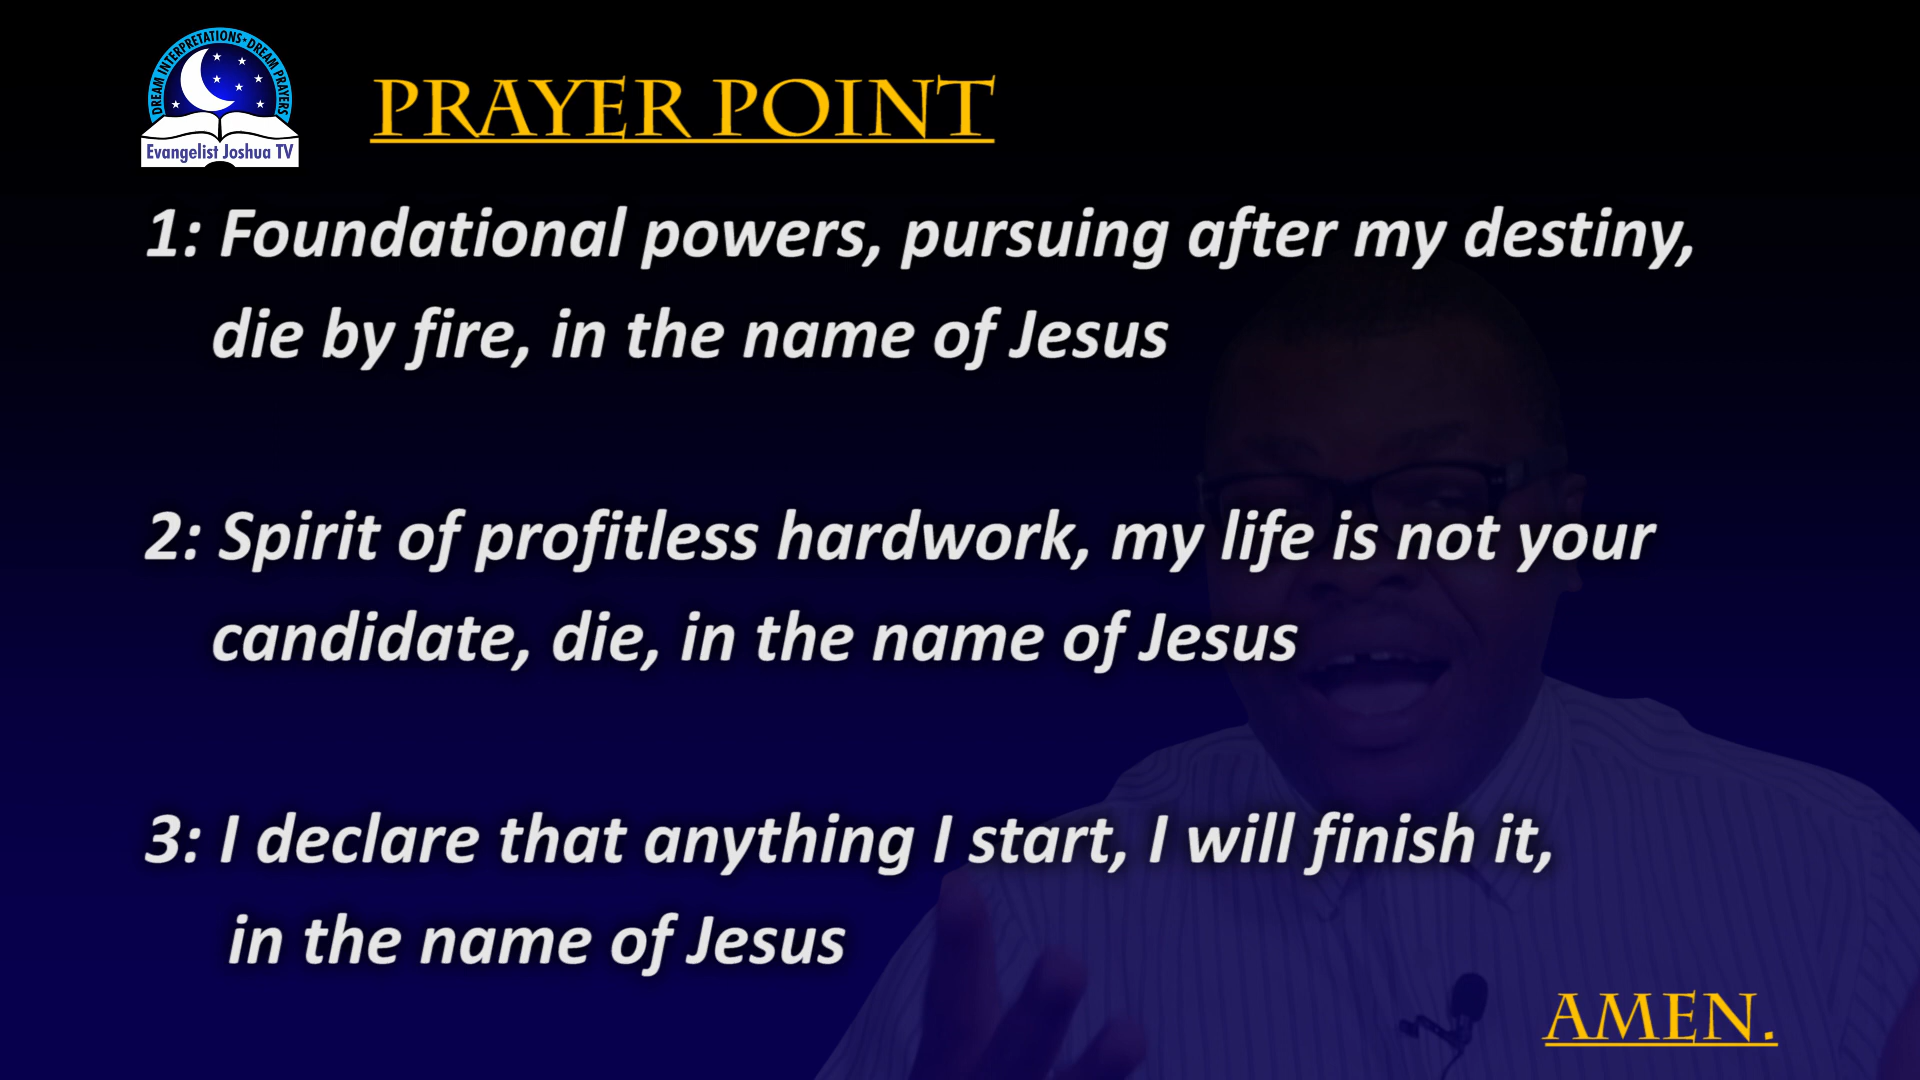 DREAM INTERPRETATIONS • DREAM PRAYERS
Evangelist Joshua TV
PRAYER POINT
1: Foundational powers, pursuing after my destiny,
die by fire, in the name of Jesus
2: Spirit of profitless hardwork, my life is not your
candidate, die, in the name of Jesus
3: I declare that anything I start, I will finish it,
in the name of Jesus
AMEN.